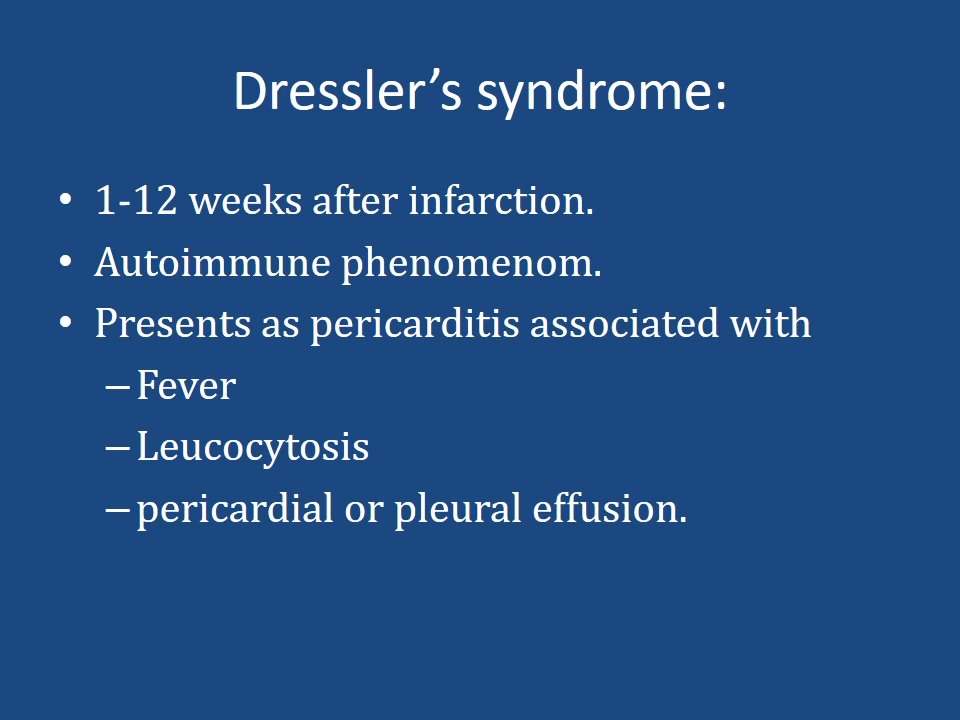 Dressler’s syndrome:
• 1-12 weeks after infarction.
• Autoimmune phenomenom.
• Presents as pericarditis associated with
– Fever
– Leucocytosis
– pericardial or pleural effusion.